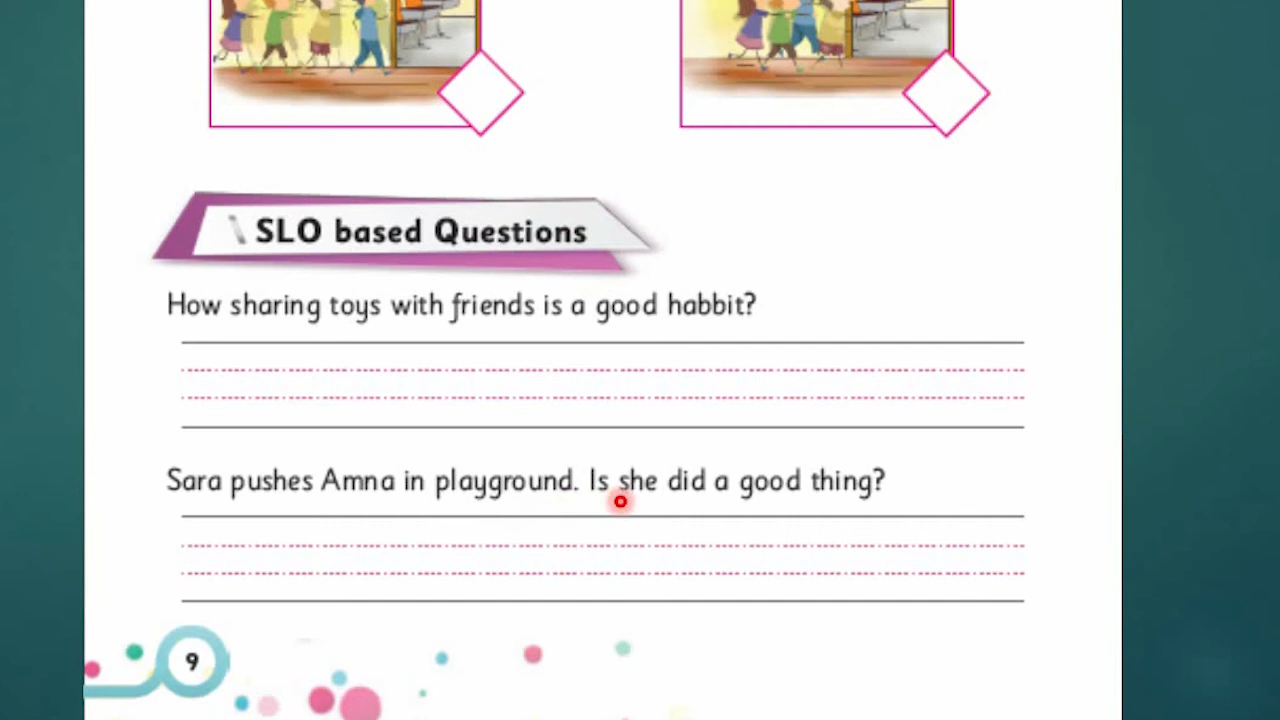 SLO based Questions
How sharing toys with friends is a good habbit?
Sara pushes Amna in playground. Is she did a good thing?
9